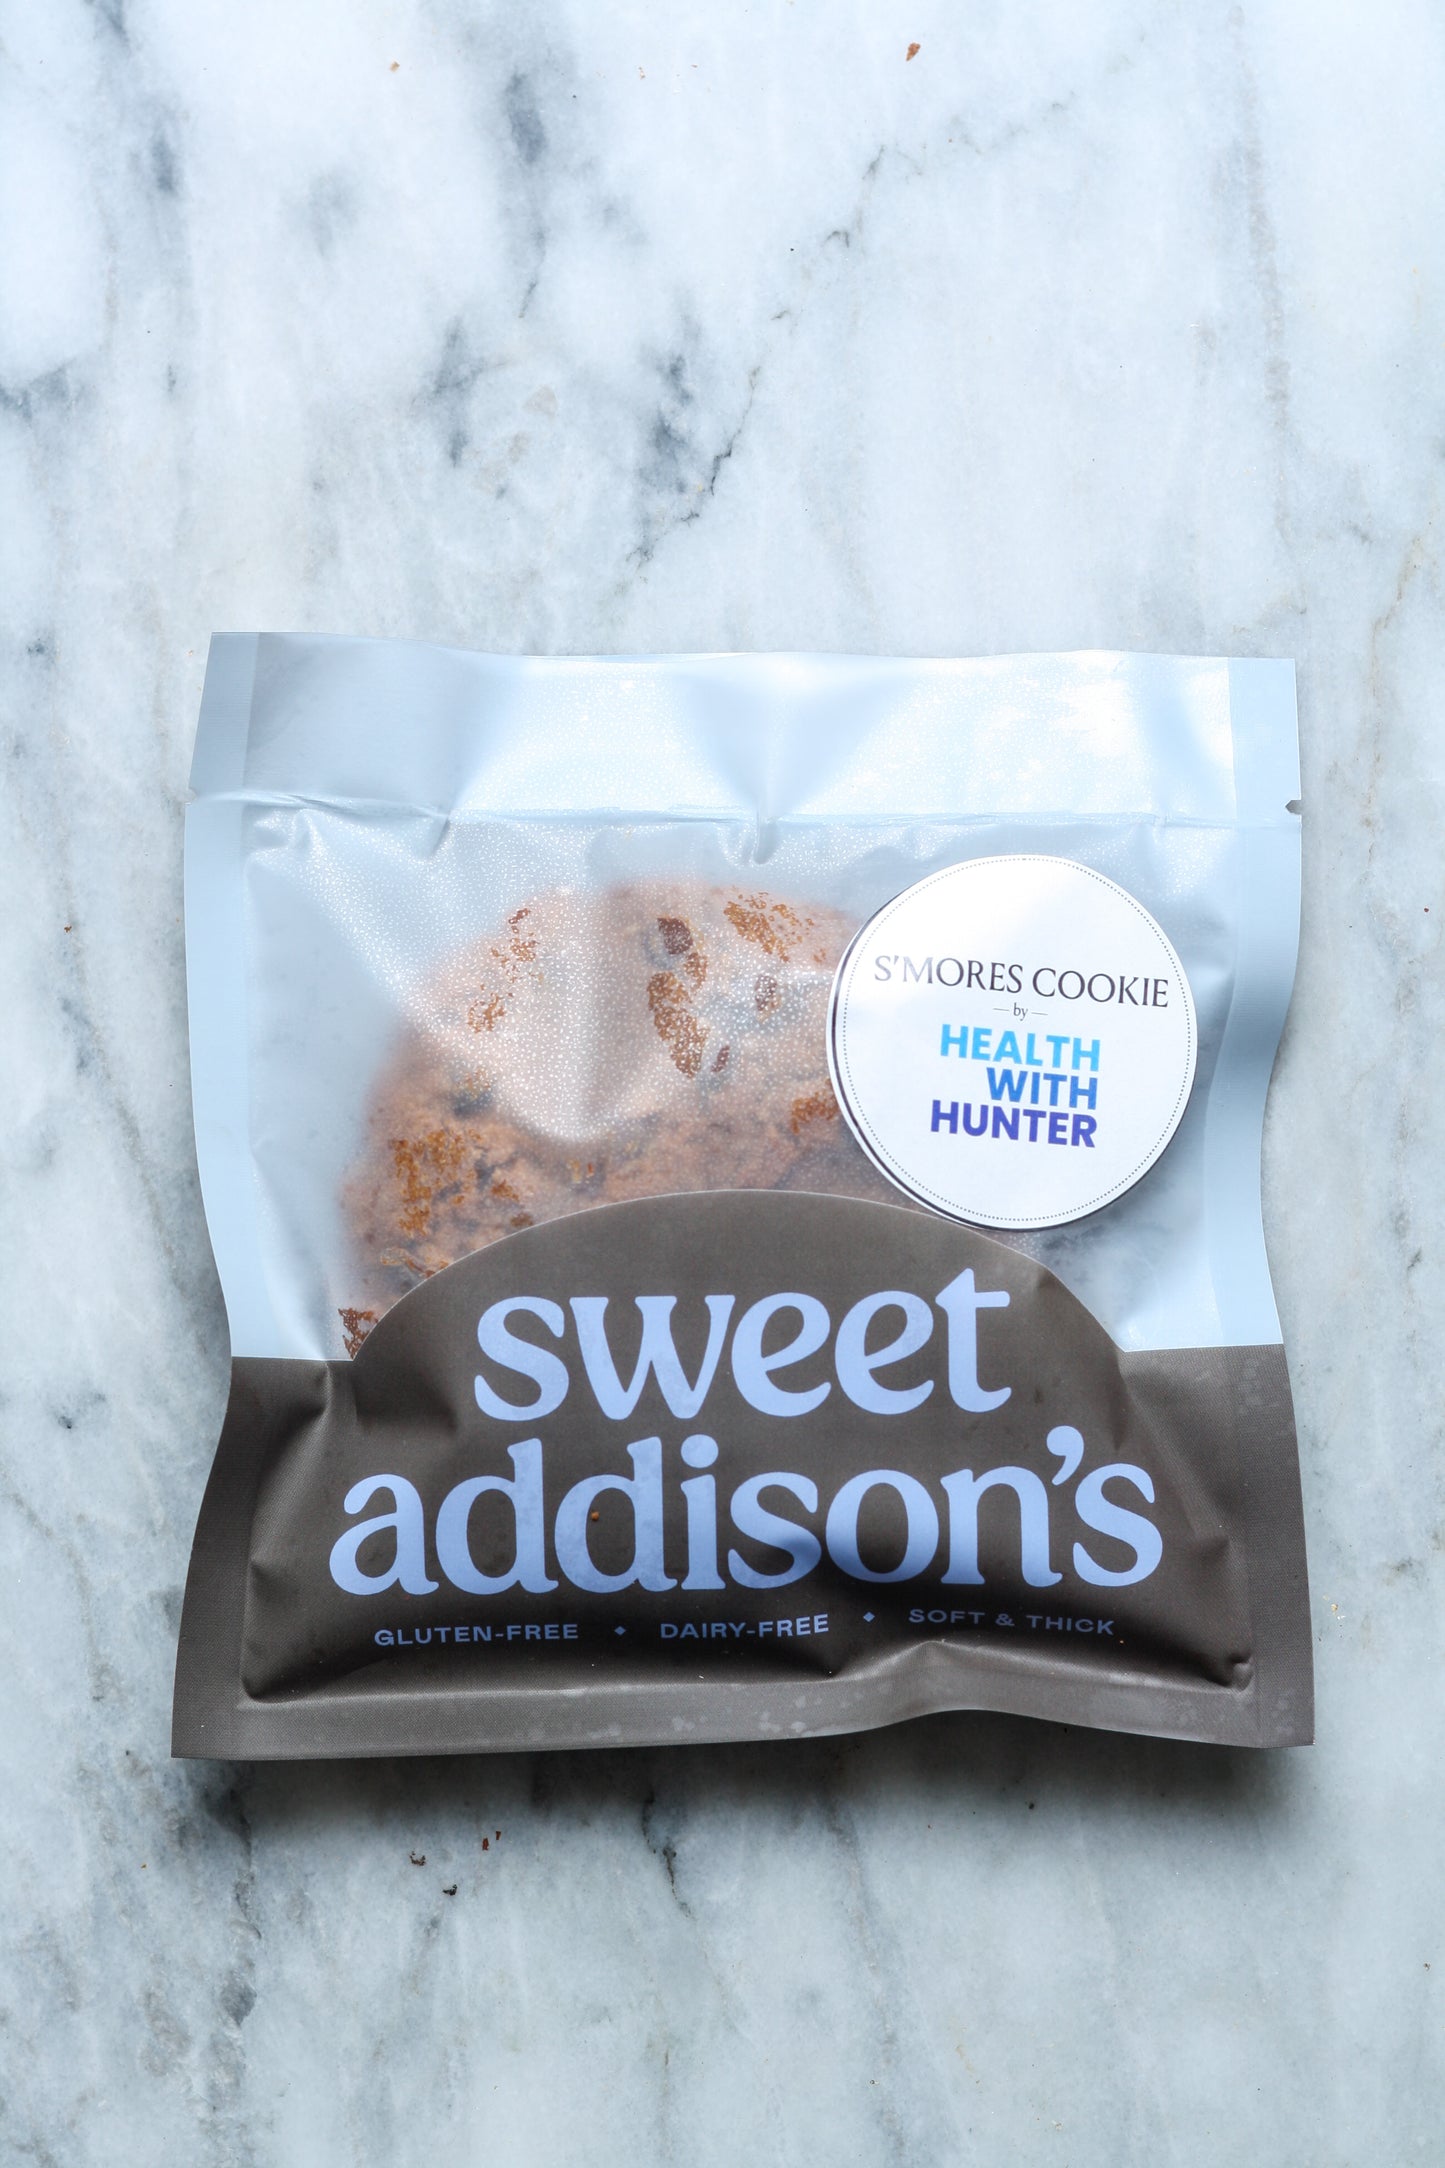 S'MORES COOKIE
— by —
HEALTH
WITH
HUNTER
sweet
addison's
GLUTEN-FREE ◆ DAIRY-FREE ◆ SOFT & THICK